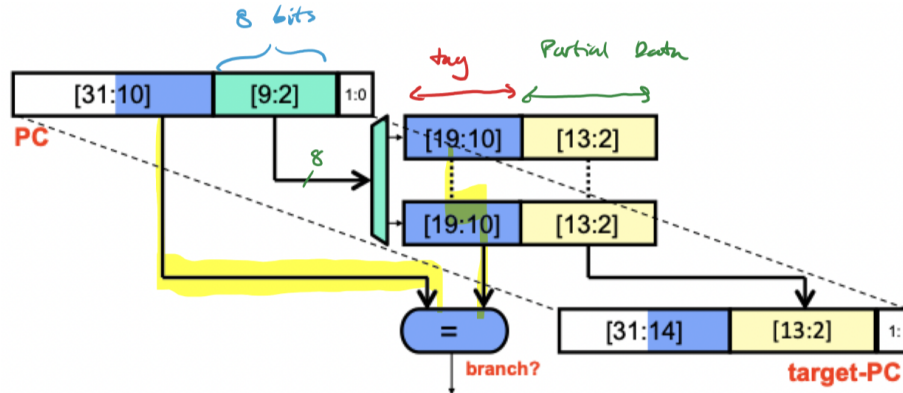 8 bits
tag
Partial Data
[31:10]
[9:2]
1:0
PC
[19:10]
[13:2]
8
[19:10]
[13:2]
=
branch?
[31:14]
[13:2]
1:
target-PC